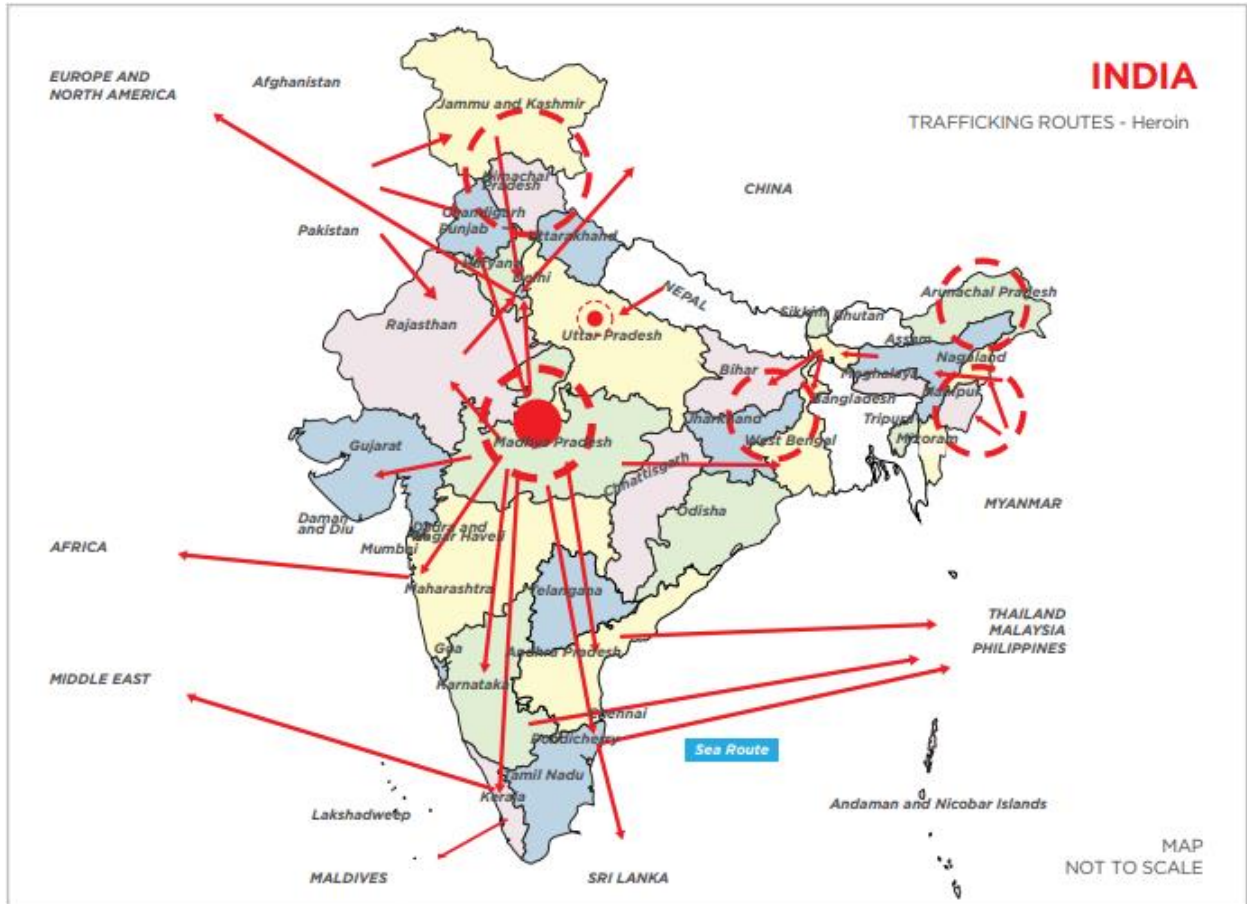 INDIA
TRAFFICKING ROUTES - Heroin
EUROPE AND
NORTH AMERICA
Afghanistan
Jammu and Kashmir
CHINA
Himachal
Pradesh
Chandigarh
Punjab
Uttarakhand
Pakistan
Haryana
Delhi
NEPAL
Arunachal Pradesh
Sikkim
Bhutan
Rajasthan
Uttar Pradesh
Assam
Nagaland
Bihar
Meghalaya
Manipur
Bangladesh
Tripura
Jharkhand
West Bengal
Mizoram
Gujarat
Madhya Pradesh
Chhattisgarh
MYANMAR
Odisha
Daman
and Diu
Dadra and
Nagar Haveli
Mumbai
AFRICA
Maharashtra
Telangana
THAILAND
MALAYSIA
PHILIPPINES
Goa
Andhra Pradesh
MIDDLE EAST
Karnataka
Chennai
Pondicherry
Sea Route
Tamil Nadu
Kerala
Lakshadweep
Andaman and Nicobar Islands
MALDIVES
SRI LANKA
MAP
NOT TO SCALE